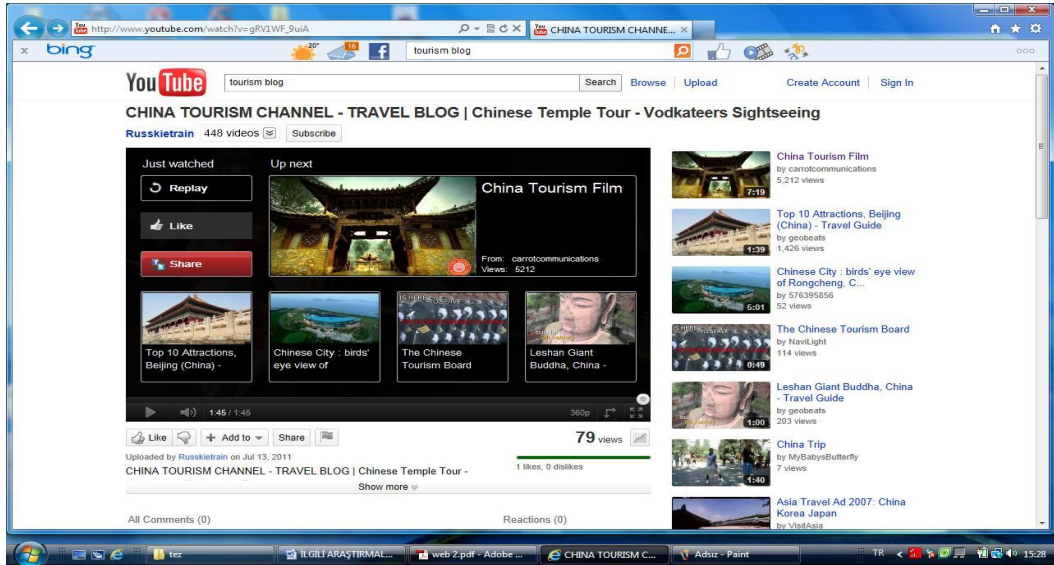 http://www.youtube.com/watch?v=gRV1WF_9uiA
CHINA TOURISM CHANNE...
bing
20°
16
tourism blog
You Tube
tourism blog
Search
Browse
Upload
Create Account
Sign In
CHINA TOURISM CHANNEL - TRAVEL BLOG | Chinese Temple Tour - Vodkateers Sightseeing
Russkietrain 448 videos
Subscribe
Just watched
Up next
Replay
Like
Share
China Tourism Film
From: carrotcommunications
Views: 5212
Top 10 Attractions,
Beijing (China) -
Chinese City : birds'
eye view of
The Chinese
Tourism Board
Leshan Giant
Buddha, China -
1:45 / 1:45
360p
Like
Add to
Share
79 views
Uploaded by Russkietrain on Jul 13, 2011
1 likes, 0 dislikes
CHINA TOURISM CHANNEL - TRAVEL BLOG | Chinese Temple Tour -
Show more
All Comments (0)
Reactions (0)
China Tourism Film
by carrotcommunications
5,212 views
7:19
Top 10 Attractions, Beijing
(China) - Travel Guide
by geobeats
1,426 views
1:39
Chinese City : birds' eye view
of Rongcheng, C...
by 576395856
52 views
5:01
The Chinese Tourism Board
by NaviLight
114 views
0:49
Leshan Giant Buddha, China
- Travel Guide
by geobeats
203 views
1:00
China Trip
by MyBabysButterfly
7 views
1:40
Asia Travel Ad 2007: China
Korea Japan
by VisitAsia
tez
İLGİLİ ARAŞTIRMAL...
web 2.pdf - Adobe ...
CHINA TOURISM C...
Adsız - Paint
TR
15:28